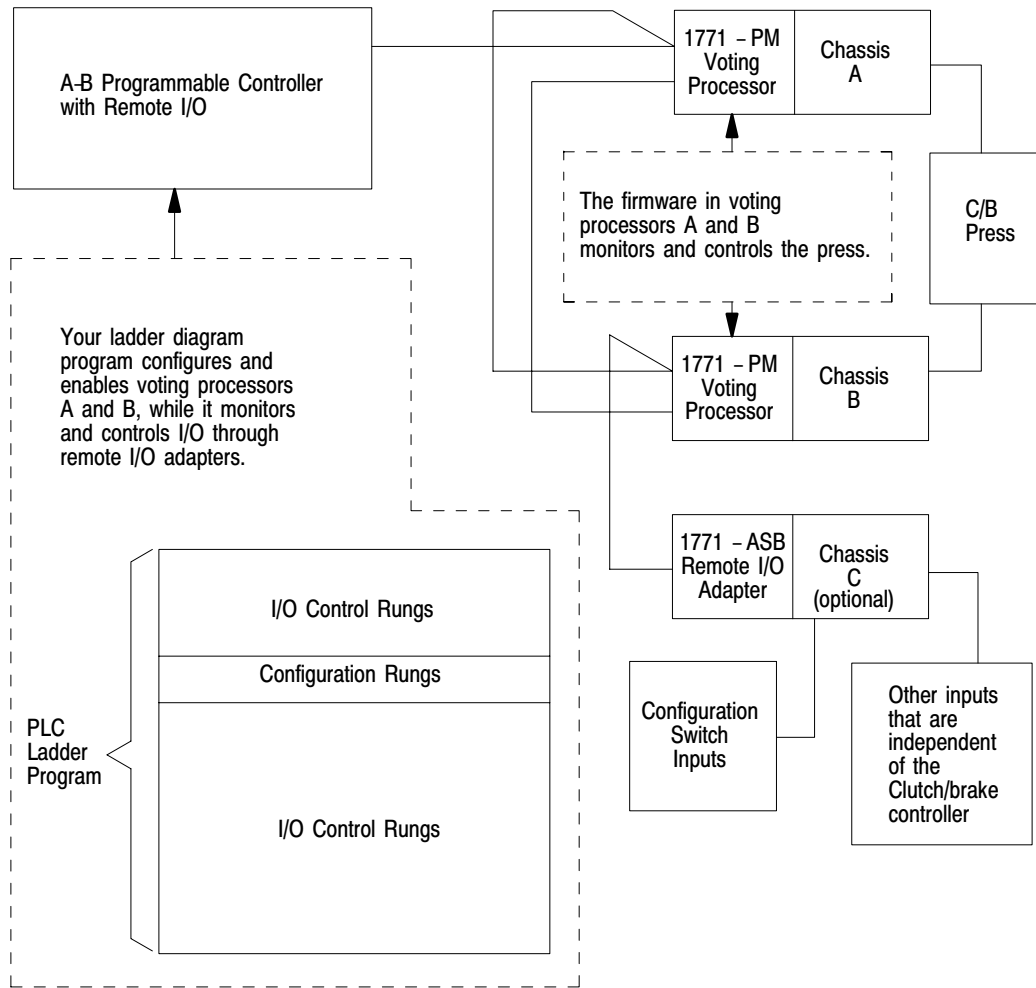 A-B Programmable Controller
with Remote I/O
1771 – PM
Voting
Processor
Chassis
A
The firmware in voting
processors A and B
monitors and controls the press.
C/B
Press
Your ladder diagram
program configures and
enables voting processors
A and B, while it monitors
and controls I/O through
remote I/O adapters.
1771 – PM
Voting
Processor
Chassis
B
1771 – ASB
Remote I/O
Adapter
Chassis
C
(optional)
I/O Control Rungs
Configuration Rungs
I/O Control Rungs
PLC
Ladder
Program
Configuration
Switch
Inputs
Other inputs
that are
independent
of the
Clutch/brake
controller